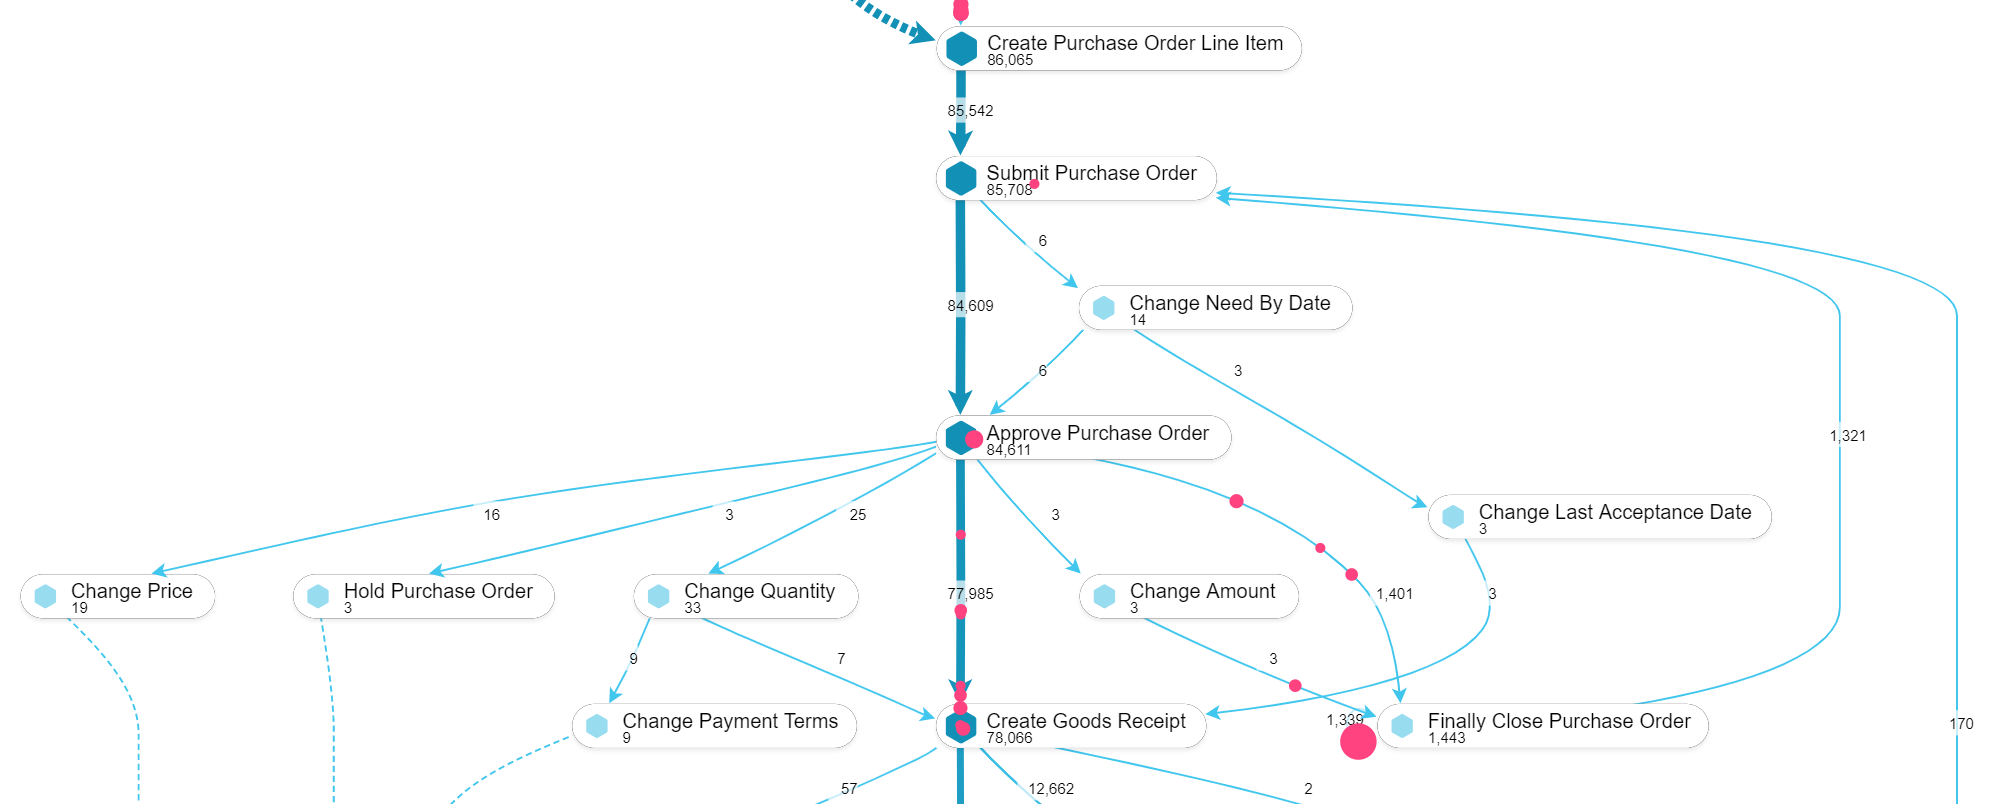 Create Purchase Order Line Item
86,065
85,542
Submit Purchase Order
85,708
6
84,609
Change Need By Date
14
6
3
Approve Purchase Order
84,611
1,321
16
3
25
3
Change Last Acceptance Date
3
Change Price
19
Hold Purchase Order
3
Change Quantity
33
77,985
Change Amount
3
1,401
3
9
7
3
Change Payment Terms
9
Create Goods Receipt
78,066
1,339
Finally Close Purchase Order
1,443
170
57
12,662
2